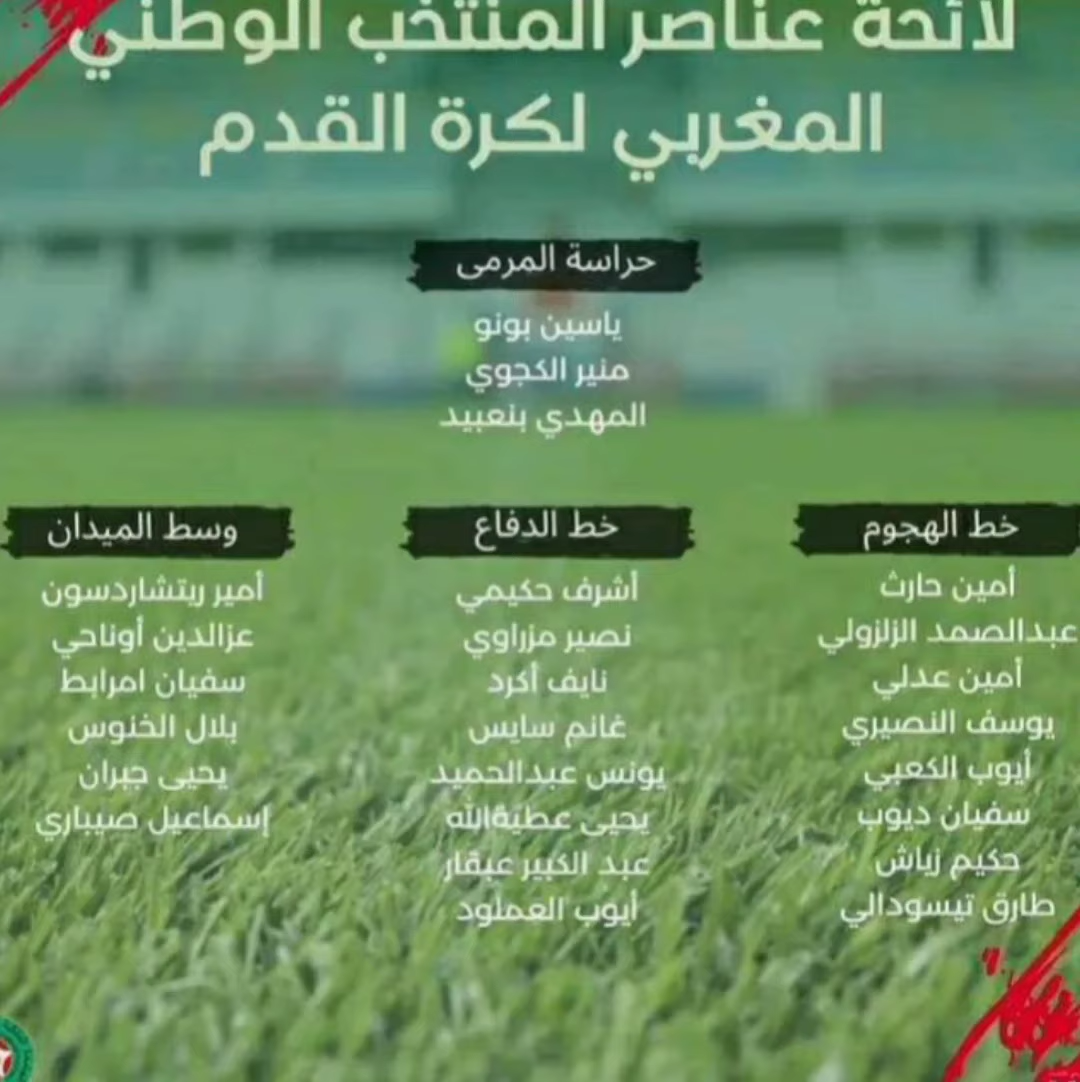 لائحة عناصر المنتخب الوطني
المغربي لكرة القدم
حراسة المرمى
ياسين بونو
منير الكجوي
المهدي بنعبيد
خط الهجوم
أمين حارث
عبدالصمد الزلزولي
أمين عدلي
يوسف النصيري
أيوب الكعبي
سفيان ديوب
حكيم زياش
طارق تيسودالي
خط الدفاع
أشرف حكيمي
نصير مزراوي
نايف أكرد
غانم سايس
يونس عبدالحميد
يحيى عطيةالله
عبد الكبير عبقار
أيوب العملود
وسط الميدان
أمير ريتشاردسون
عزالدين أوناحي
سفيان امرابط
بلال الخنوس
يحيى جبران
إسماعيل صيباري